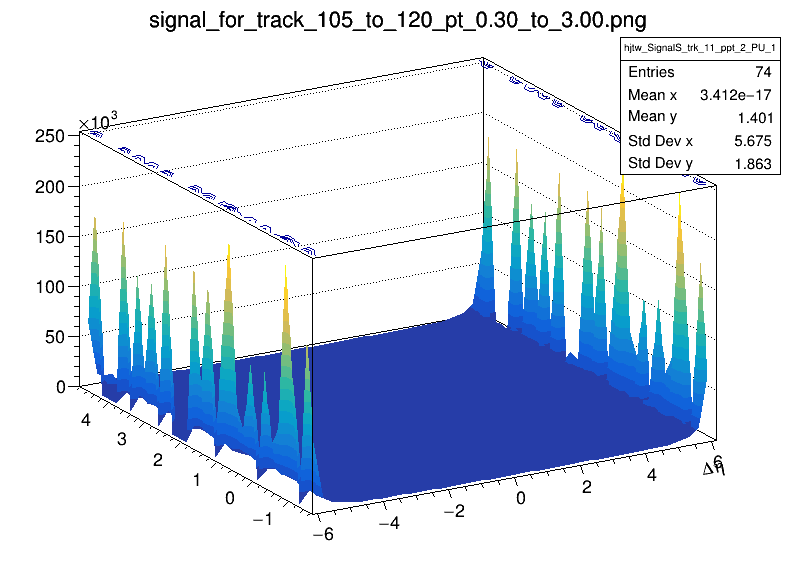 signal_for_track_105_to_120_pt_0.30_to_3.00.png
hjtw_SignalS_trk_11_ppt_2_PU_1
Entries 74
Mean x 3.412e−17
Mean y 1.401
Std Dev x 5.675
Std Dev y 1.863
×10³
250
200
150
100
50
0
4
3
2
1
0
−1
−6
−4
−2
0
2
4
6
Δη